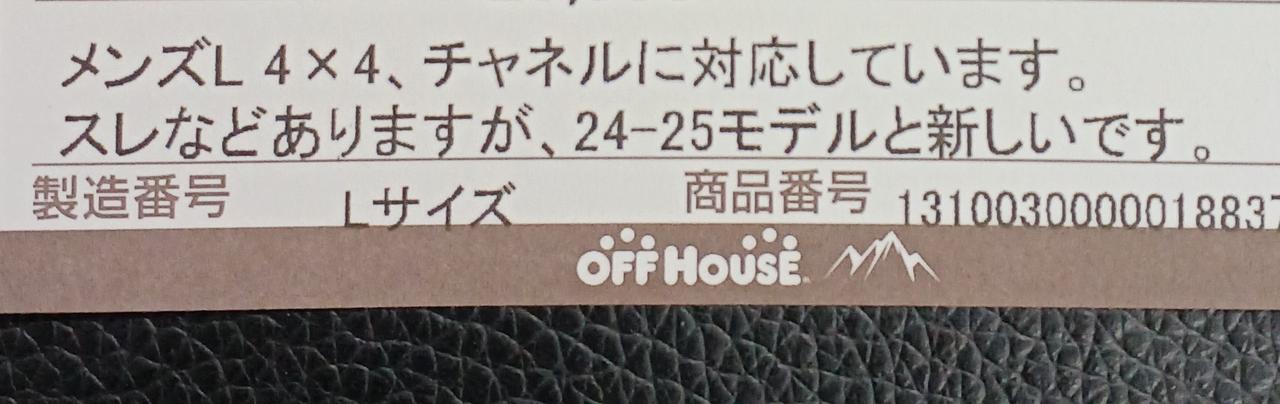 メンズL 4×4、チャネルに対応しています。
スレなどありますが、24-25モデルと新しいです。
製造番号 Lサイズ 商品番号 131003000001883
OFF HOUSE